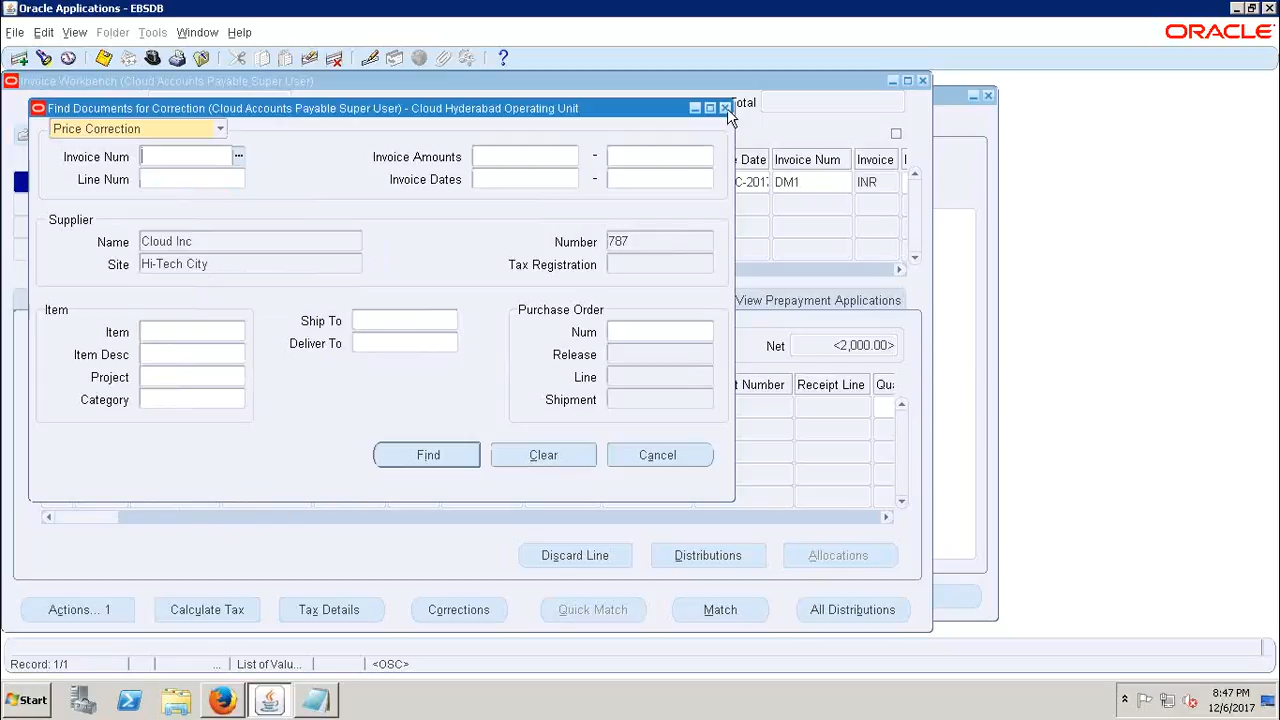 Oracle Applications - EBSDB
File Edit View Folder Tools Window Help
ORACLE
Invoice Workbench (Cloud Accounts Payable Super User)
Find Documents for Correction (Cloud Accounts Payable Super User) - Cloud Hyderabad Operating Unit
Total
Price Correction
Invoice Num
Invoice Amounts -
Date Invoice Num Invoice
Line Num
Invoice Dates -
C-2017 DM1 INR
Supplier
Name Cloud Inc
Number 787
Site Hi-Tech City
Tax Registration
View Prepayment Applications
Item
Purchase Order
Item
Ship To
Num
Deliver To
Net <2,000.00>
Item Desc
Release
Project
Line
Number Receipt Line Qua
Category
Shipment
Find Clear Cancel
Discard Line Distributions Allocations
Actions... 1 Calculate Tax Tax Details Corrections Quick Match Match All Distributions
Record: 1/1 ... List of Valu... <OSC>
Start
8:47 PM
12/6/2017